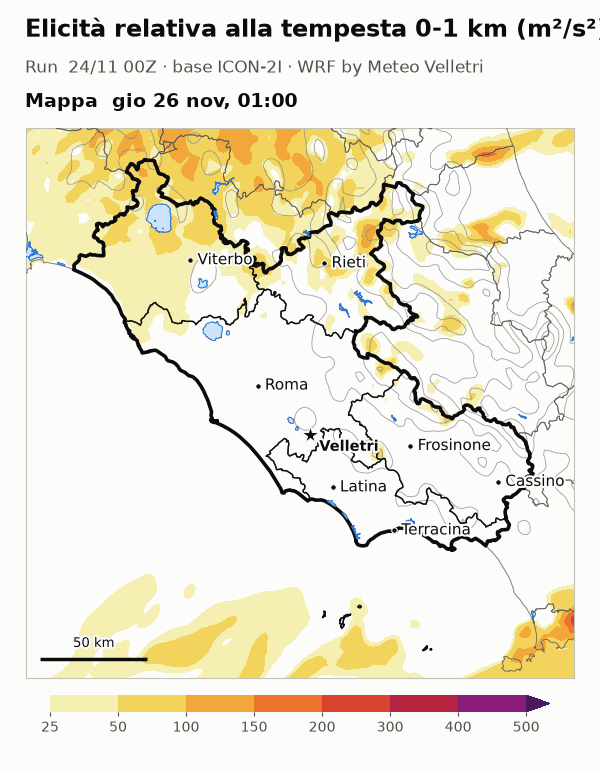 Elicità relativa alla tempesta 0-1 km (m²/s²)
Run 24/11 00Z · base ICON-2I · WRF by Meteo Velletri
Mappa gio 26 nov, 01:00
Viterbo
Rieti
Roma
Velletri
Frosinone
Latina
Cassino
Terracina
50 km
25 50 100 150 200 300 400 500